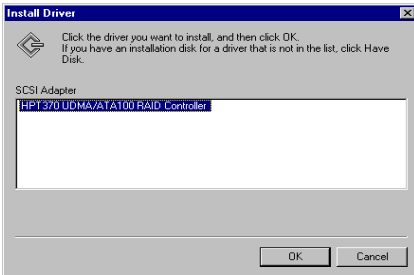 Install Driver
Click the driver you want to install, and then click OK.
If you have an installation disk for a driver that is not in the list, click Have
Disk.
SCSI Adapter
HPT370 UDMA/ATA100 RAID Controller
OK
Cancel